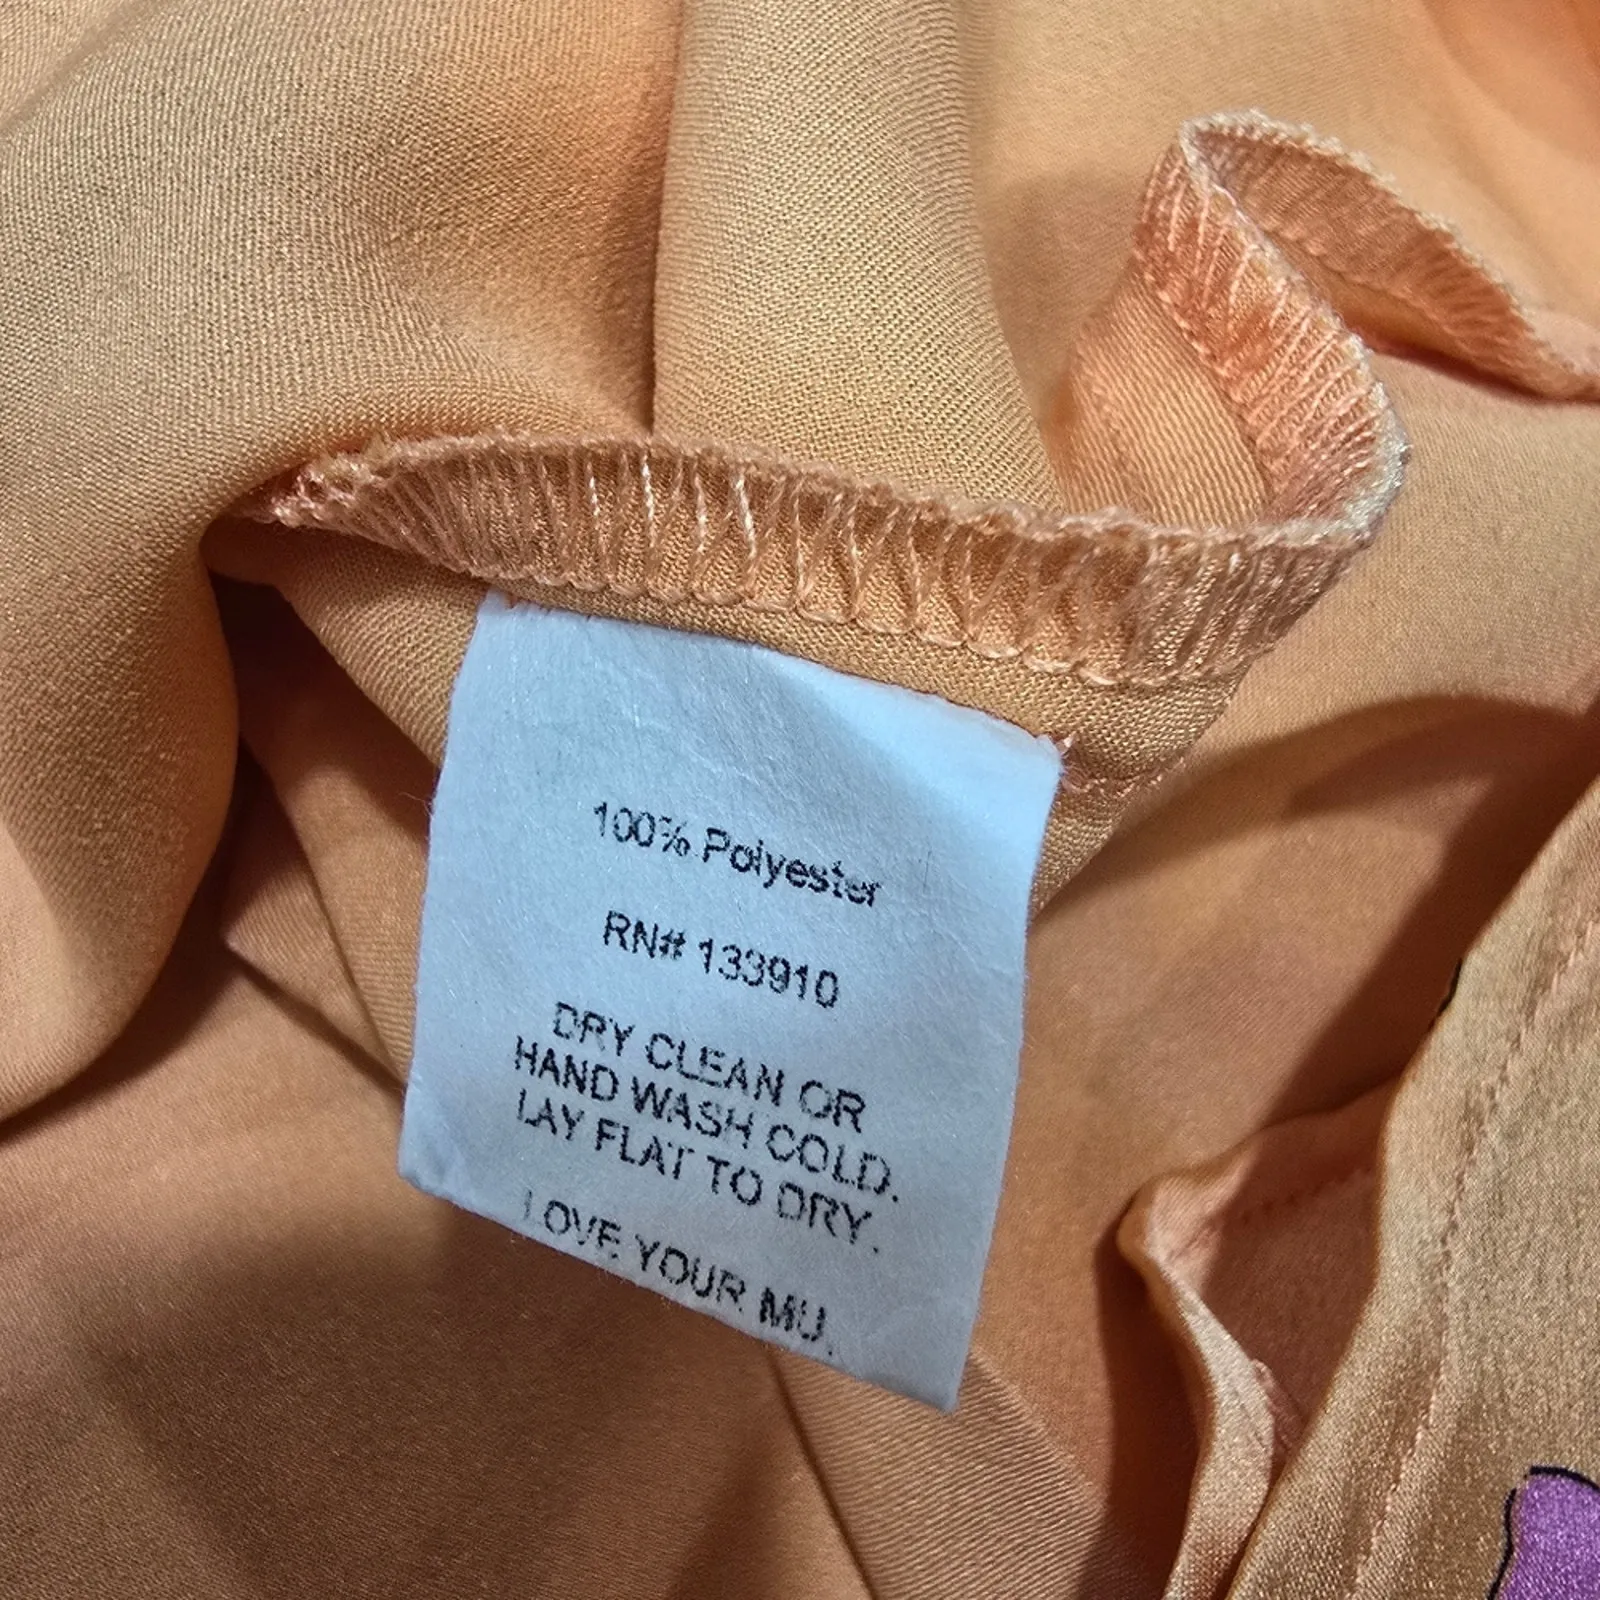 100% Polyester
RN# 133910
DRY CLEAN OR
HAND WASH COLD.
LAY FLAT TO DRY.
LOVE YOUR MU.